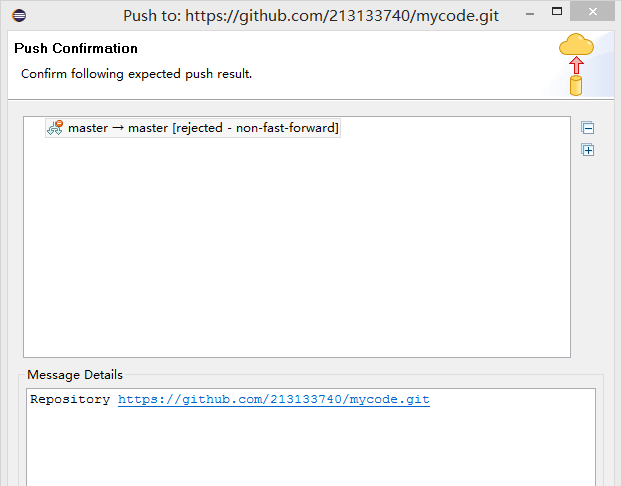 Push to: https://github.com/213133740/mycode.git
Push Confirmation
Confirm following expected push result.
master → master [rejected - non-fast-forward]
Message Details
Repository https://github.com/213133740/mycode.git